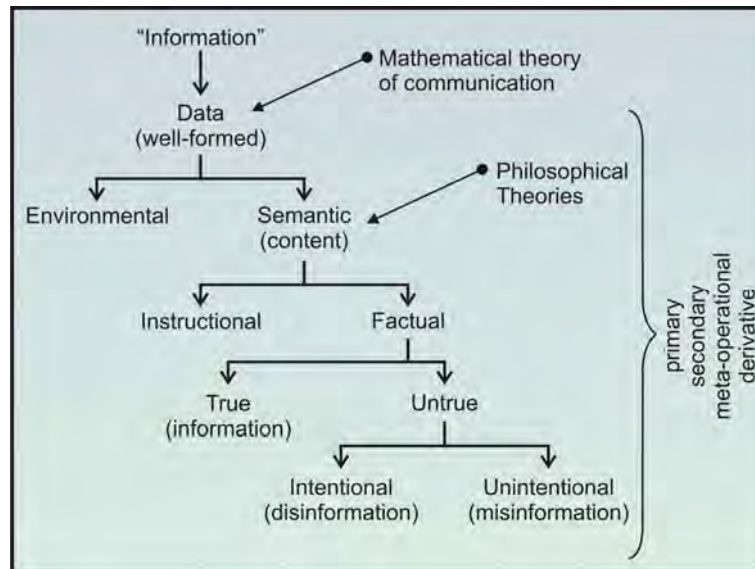 “Information”
Mathematical theory
of communication
Data
(well-formed)
Philosophical
Theories
Environmental
Semantic
(content)
Instructional
Factual
True
(information)
Untrue
Intentional
(disinformation)
Unintentional
(misinformation)
primary
secondary
meta-operational
derivative